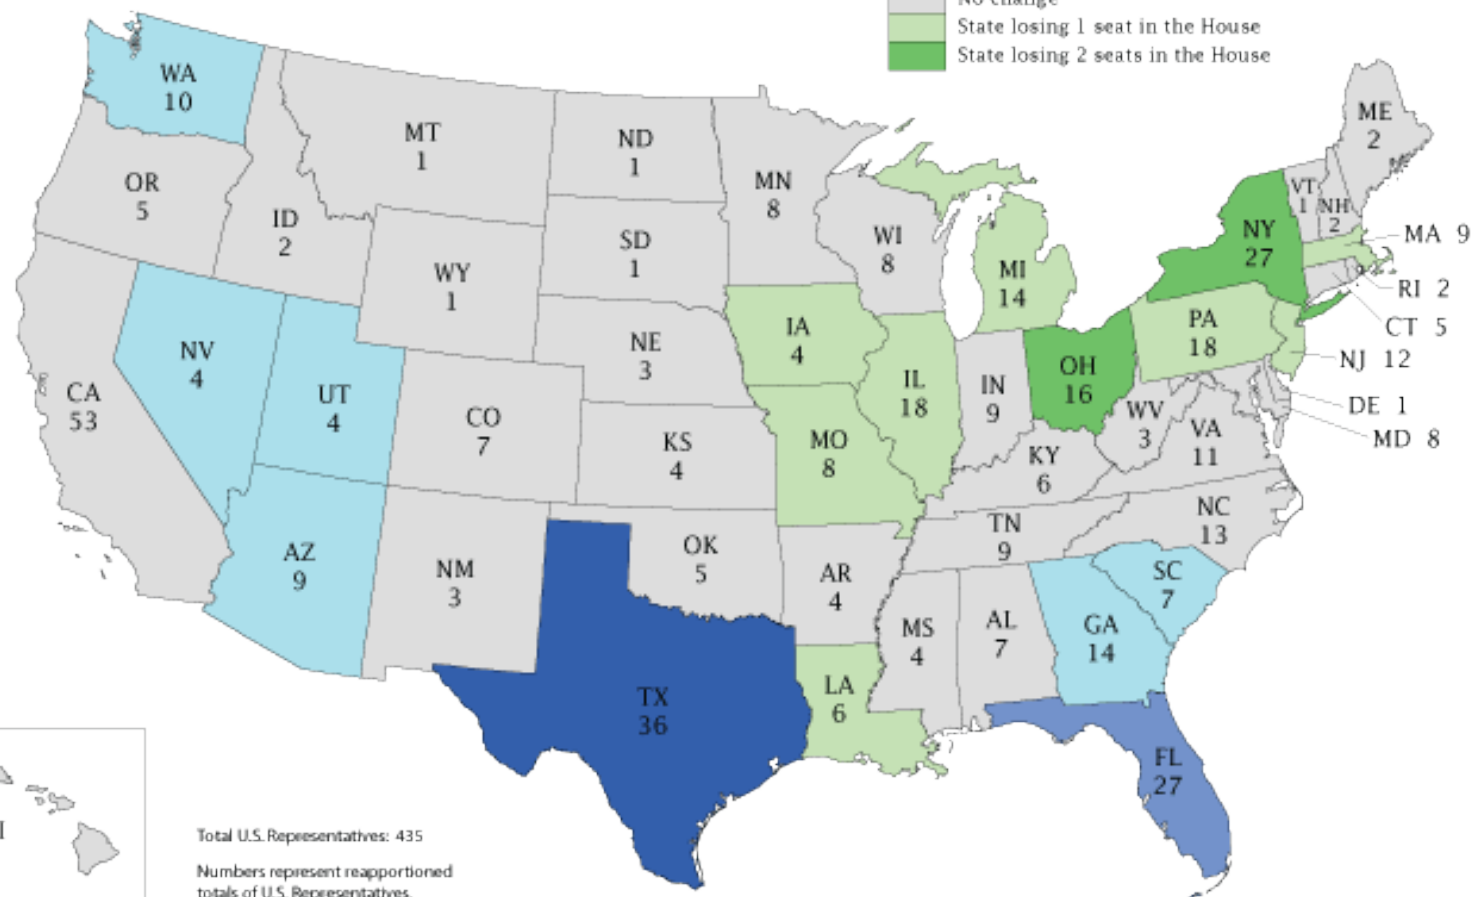 No change
State losing 1 seat in the House
State losing 2 seats in the House
WA
10
MT
1
ND
1
MN
8
ME
2
OR
5
ID
2
SD
1
WI
8
VT
1
NH
2
NY
27
MA 9
WY
1
MI
14
RI 2
CT 5
NV
4
UT
4
NE
3
IA
4
PA
18
NJ 12
CA
53
CO
7
KS
4
MO
8
IL
18
IN
9
OH
16
WV
3
VA
11
DE 1
MD 8
KY
6
NC
13
TN
9
AZ
9
NM
3
OK
5
AR
4
SC
7
MS
4
AL
7
GA
14
TX
36
LA
6
FL
27
Total U.S. Representatives: 435
Numbers represent reapportioned
totals of U.S. Representatives.